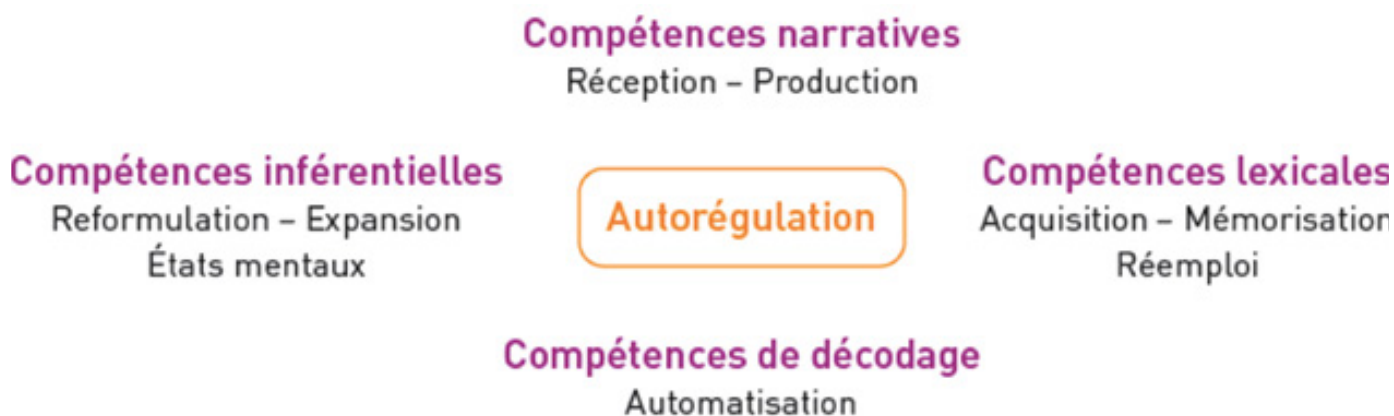 Compétences narratives
Réception – Production
Compétences inférentielles
Reformulation – Expansion
États mentaux
Autorégulation
Compétences lexicales
Acquisition – Mémorisation
Réemploi
Compétences de décodage
Automatisation